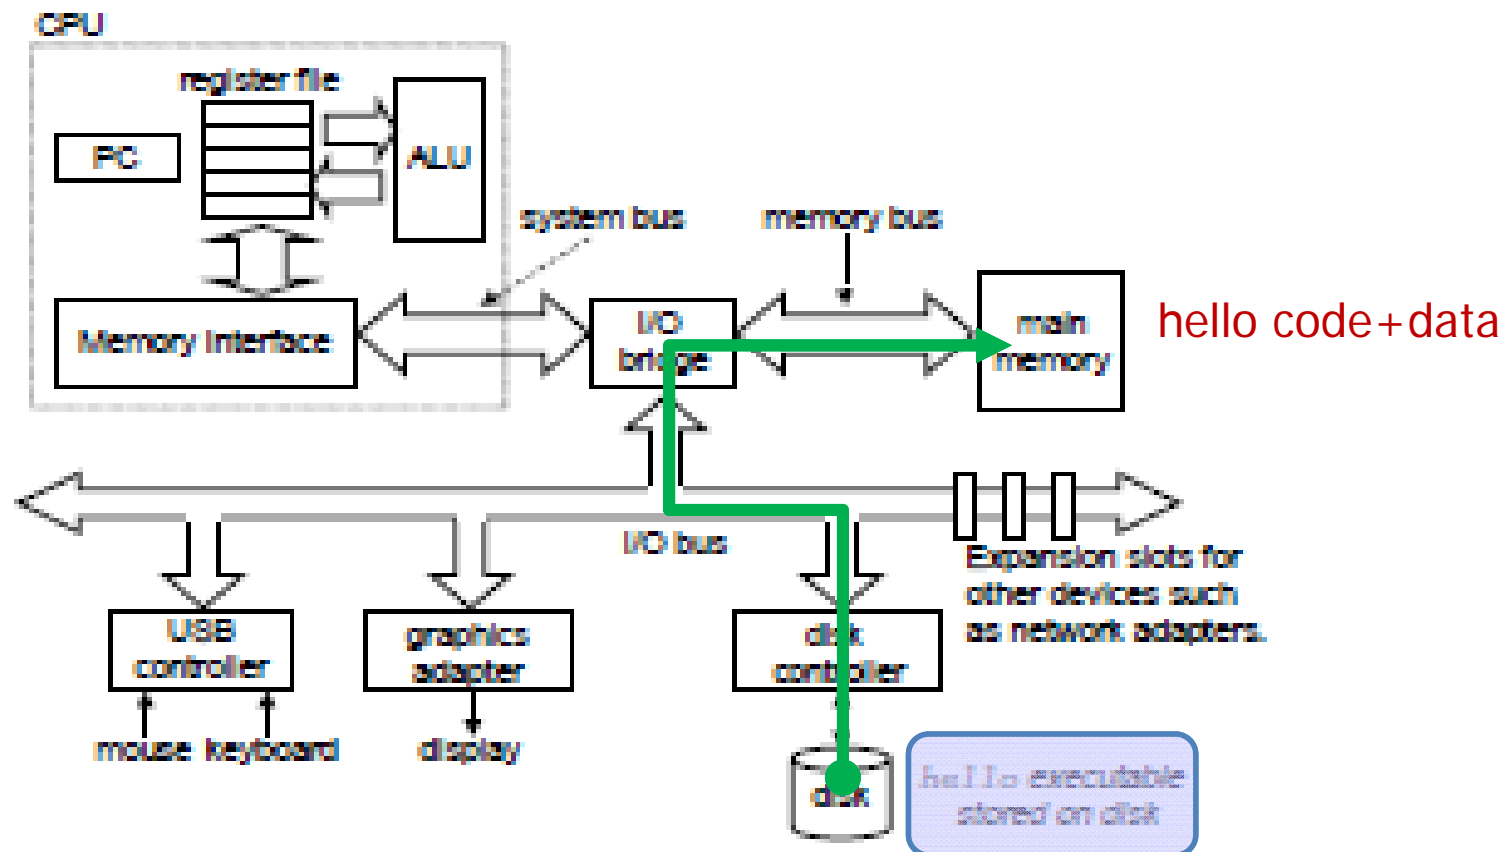 CPU
register file
PC
ALU
system bus
memory bus
Memory Interface
I/O
bridge
main
memory
hello code+data
I/O bus
Expansion slots for
other devices such
as network adapters.
USB
controller
graphics
adapter
disk
controller
mouse keyboard
display
disk
hello executable
stored on disk